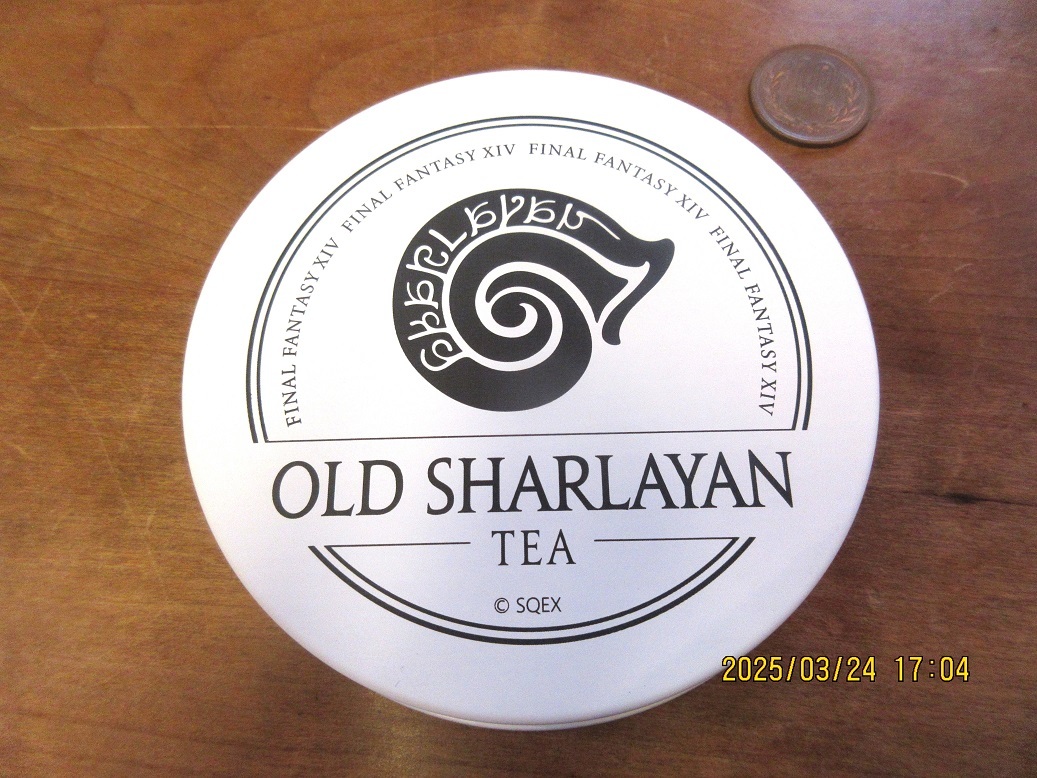 FINAL FANTASY XIV FINAL FANTASY XIV FINAL FANTASY XIV FINAL FANTASY XIV
Sharlayan
OLD SHARLAYAN
TEA
© SQEX
2025/03/24 17:04